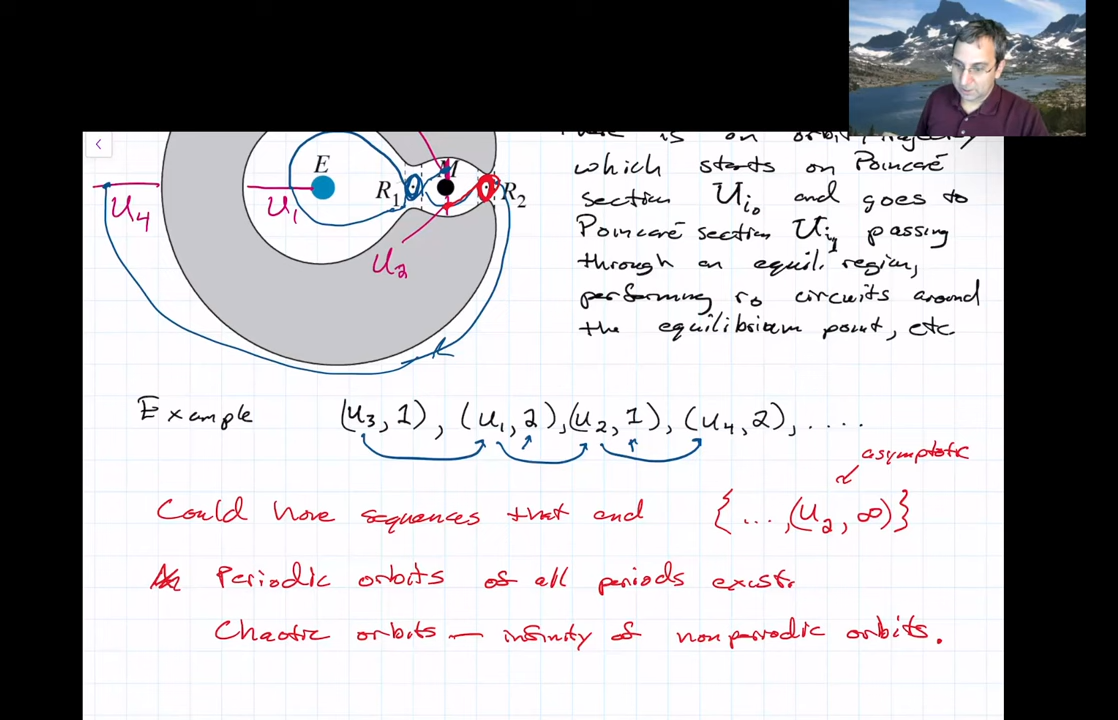 E
M
R1
R2
U4
U1
U2
is an
which starts on Poincaré
section Ui0 and goes to
Poincaré section Ui1 passing
through an equil. region,
performing r0 circuits around
the equilibrium point, etc
Example (u3, 1), (u1, 2), (u2, 1), (u4, 2), ....
asymptotic
Could have sequences that end {..., (u2, ∞)}
Periodic orbits of all periods exist.
Chaotic orbits — infinity of nonperiodic orbits.